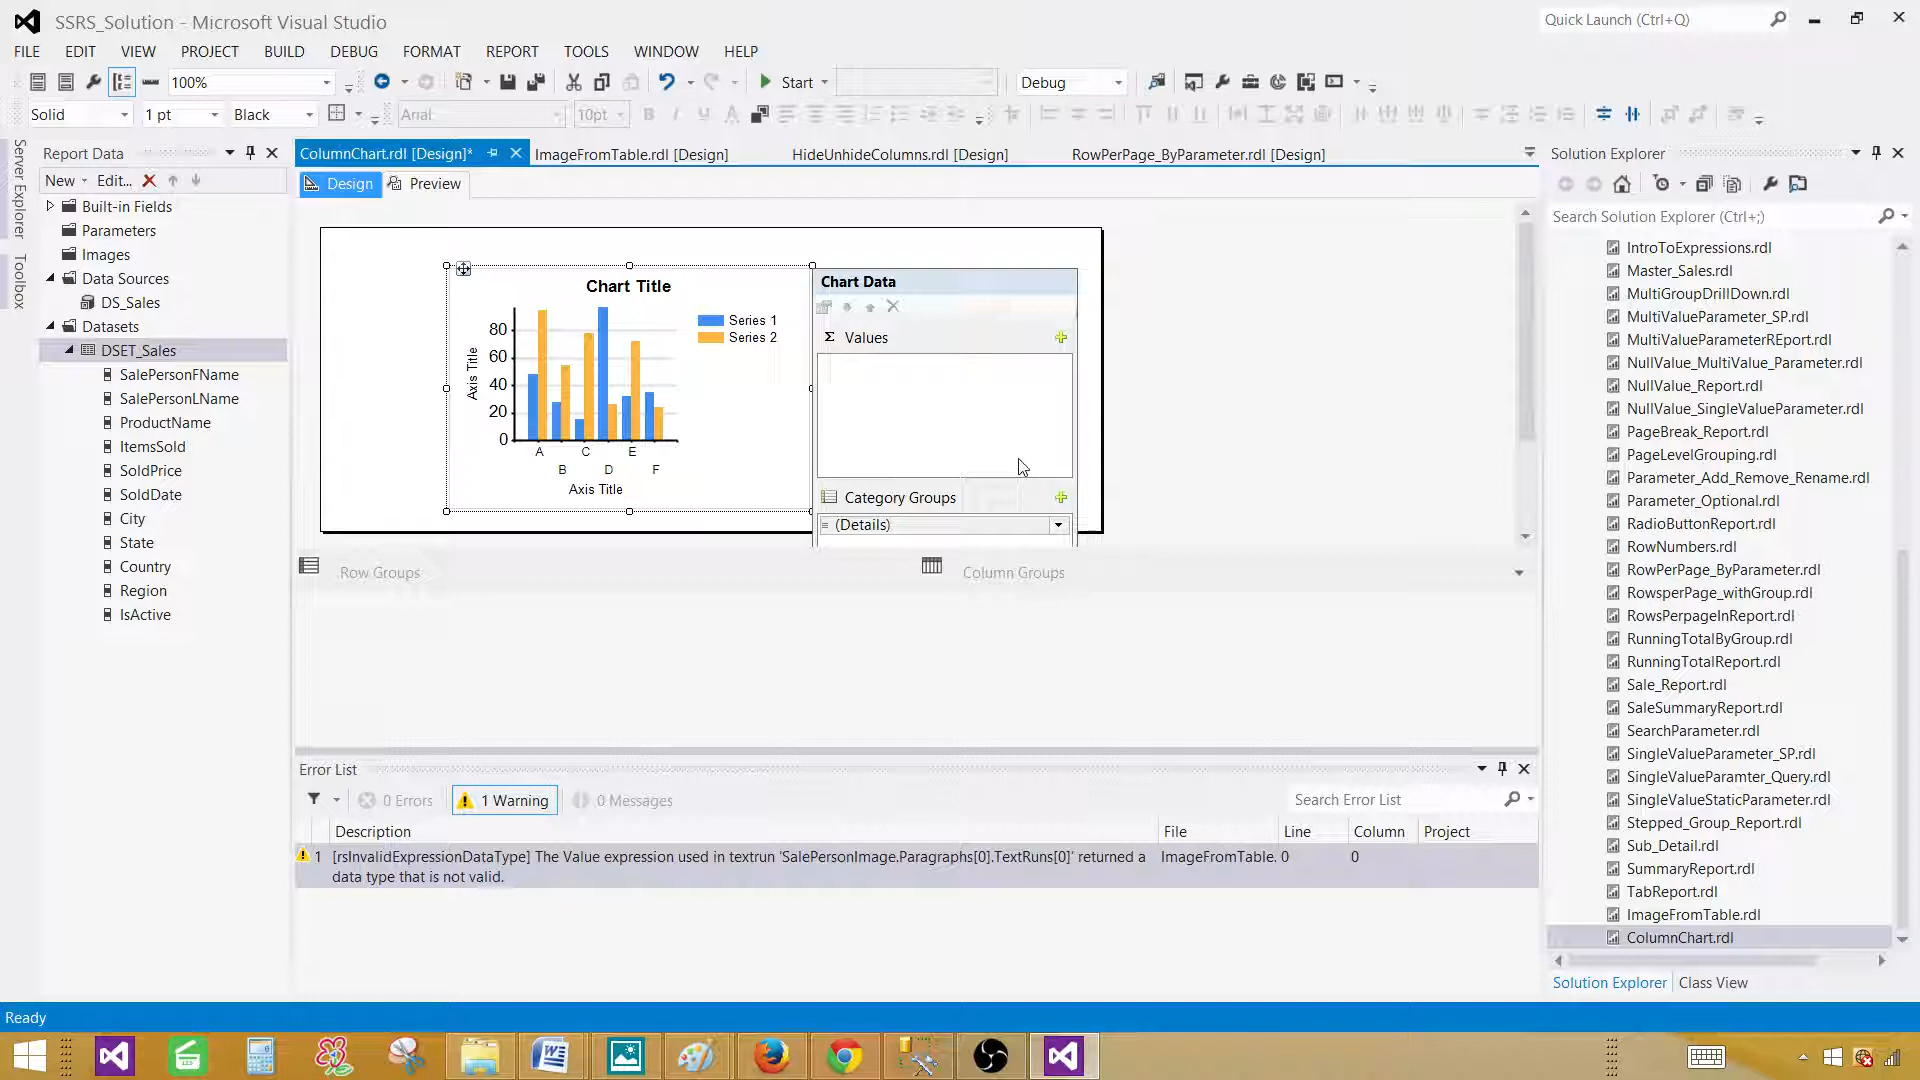 SSRS_Solution - Microsoft Visual Studio
Quick Launch (Ctrl+Q)
FILE EDIT VIEW PROJECT BUILD DEBUG FORMAT REPORT TOOLS WINDOW HELP
100% Start Debug
Solid 1 pt Black Arial 10pt B I U A
Server Explorer
Toolbox
Report Data
New Edit...
Built-in Fields
Parameters
Images
Data Sources
DS_Sales
Datasets
DSET_Sales
SalePersonFName
SalePersonLName
ProductName
ItemsSold
SoldPrice
SoldDate
City
State
Country
Region
IsActive
ColumnChart.rdl [Design]* ImageFromTable.rdl [Design] HideUnhideColumns.rdl [Design] RowPerPage_ByParameter.rdl [Design]
Design Preview
Chart Title
Axis Title
80
60
40
20
0
A B C D E F
Axis Title
Series 1
Series 2
Chart Data
Σ Values
Category Groups
(Details)
Row Groups Column Groups
Error List
0 Errors 1 Warning 0 Messages
Search Error List
Description File Line Column Project
1 [rsInvalidExpressionDataType] The Value expression used in textrun 'SalePersonImage.Paragraphs[0].TextRuns[0]' returned a ImageFromTable. 0 0
data type that is not valid.
Solution Explorer
Search Solution Explorer (Ctrl+;)
IntroToExpressions.rdl
Master_Sales.rdl
MultiGroupDrillDown.rdl
MultiValueParameter_SP.rdl
MultiValueParameterREport.rdl
NullValue_MultiValue_Parameter.rdl
NullValue_Report.rdl
NullValue_SingleValueParameter.rdl
PageBreak_Report.rdl
PageLevelGrouping.rdl
Parameter_Add_Remove_Rename.rdl
Parameter_Optional.rdl
RadioButtonReport.rdl
RowNumbers.rdl
RowPerPage_ByParameter.rdl
RowsperPage_withGroup.rdl
RowsPerpageInReport.rdl
RunningTotalByGroup.rdl
RunningTotalReport.rdl
Sale_Report.rdl
SaleSummaryReport.rdl
SearchParameter.rdl
SingleValueParameter_SP.rdl
SingleValueParamter_Query.rdl
SingleValueStaticParameter.rdl
Stepped_Group_Report.rdl
Sub_Detail.rdl
SummaryReport.rdl
TabReport.rdl
ImageFromTable.rdl
ColumnChart.rdl
Solution Explorer Class View
Ready